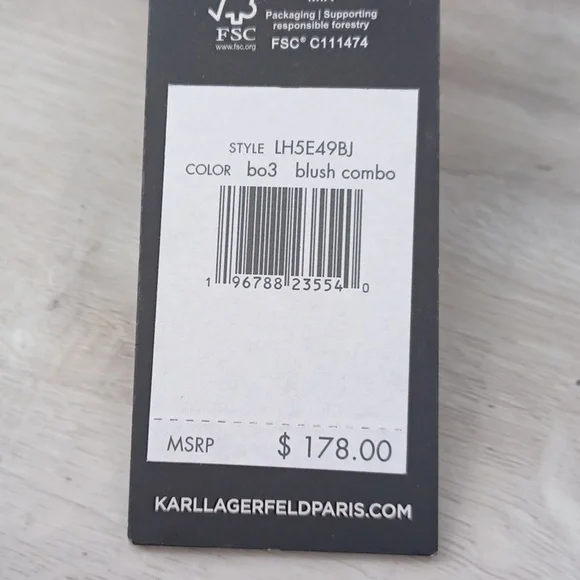 FSC
www.fsc.org
Packaging | Supporting
responsible forestry
FSC® C111474
STYLE LH5E49BJ
COLOR bo3 blush combo
1 96788 23554 0
MSRP $ 178.00
KARLLAGERFELDPARIS.COM